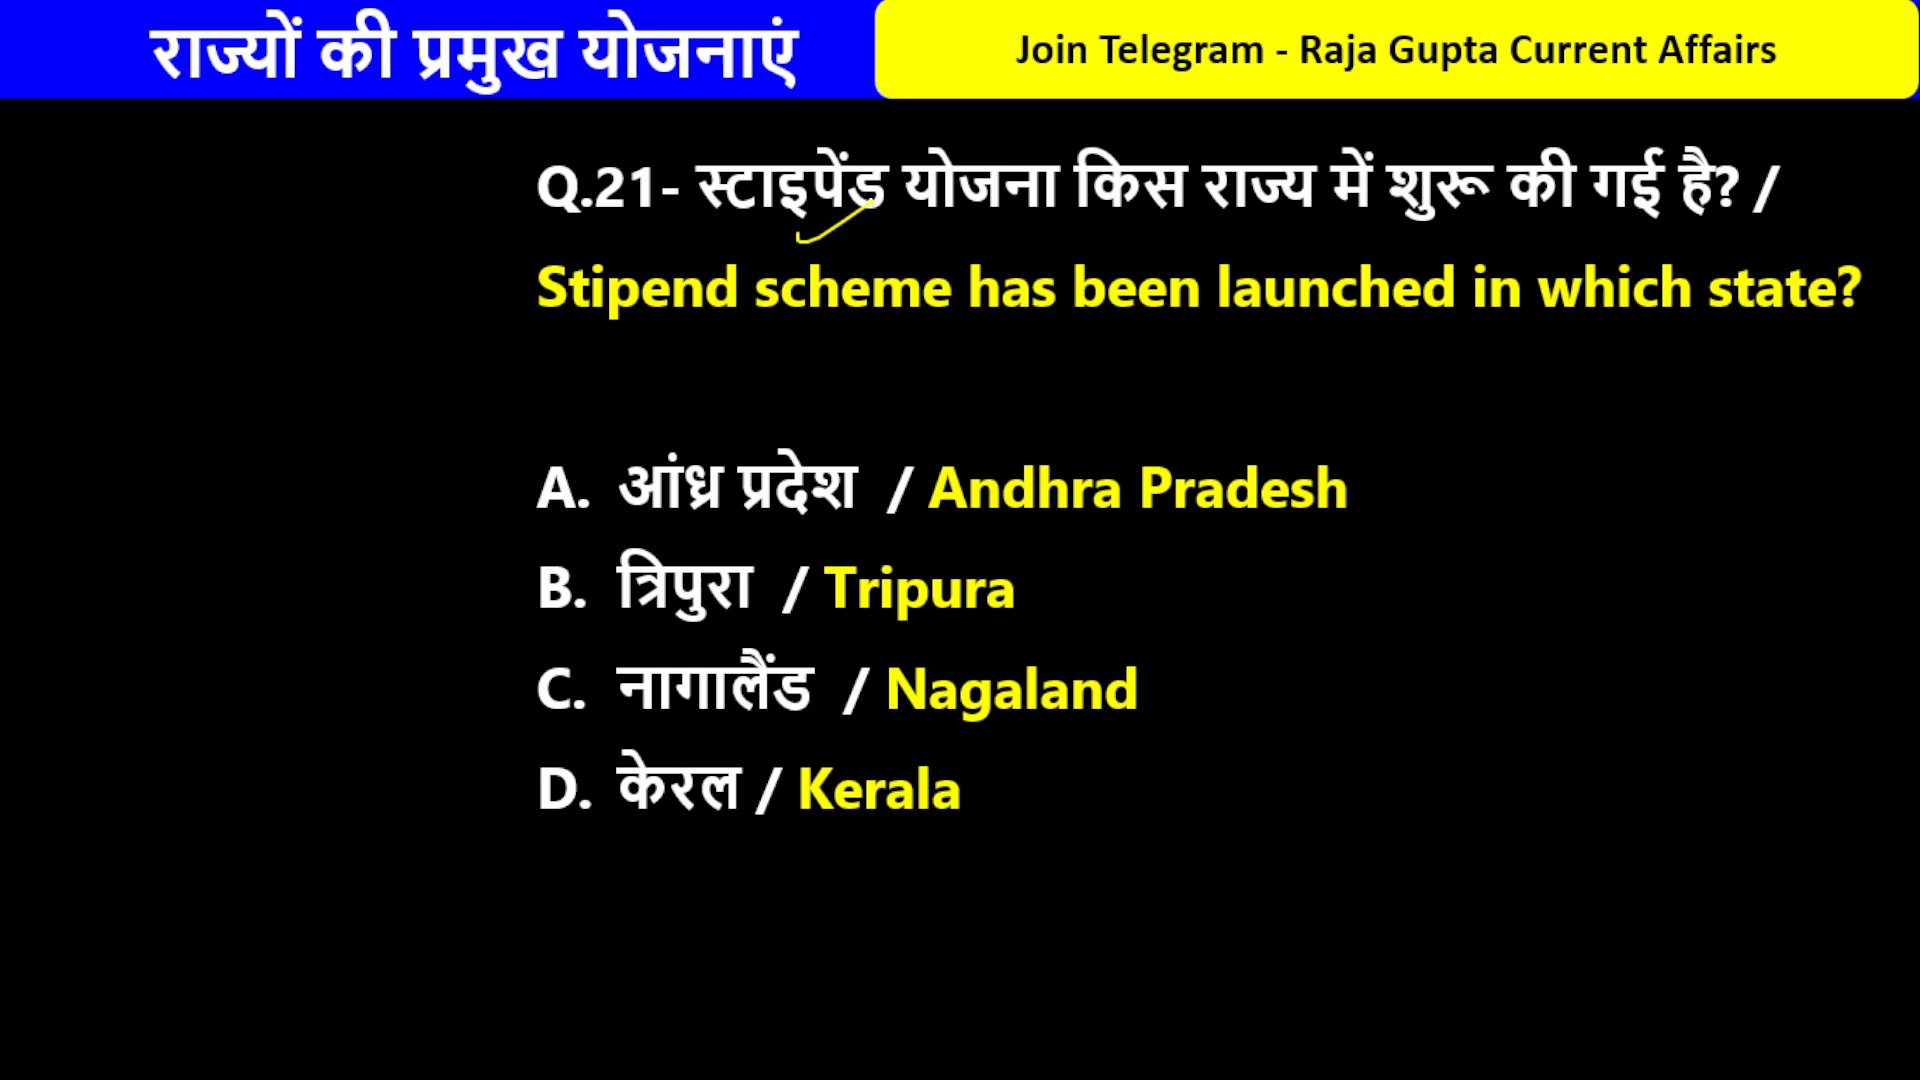 राज्यों की प्रमुख योजनाएं
Join Telegram - Raja Gupta Current Affairs
Q.21- स्टाइपेंड योजना किस राज्य में शुरू की गई है? /
Stipend scheme has been launched in which state?
A. आंध्र प्रदेश / Andhra Pradesh
B. त्रिपुरा / Tripura
C. नागालैंड / Nagaland
D. केरल / Kerala